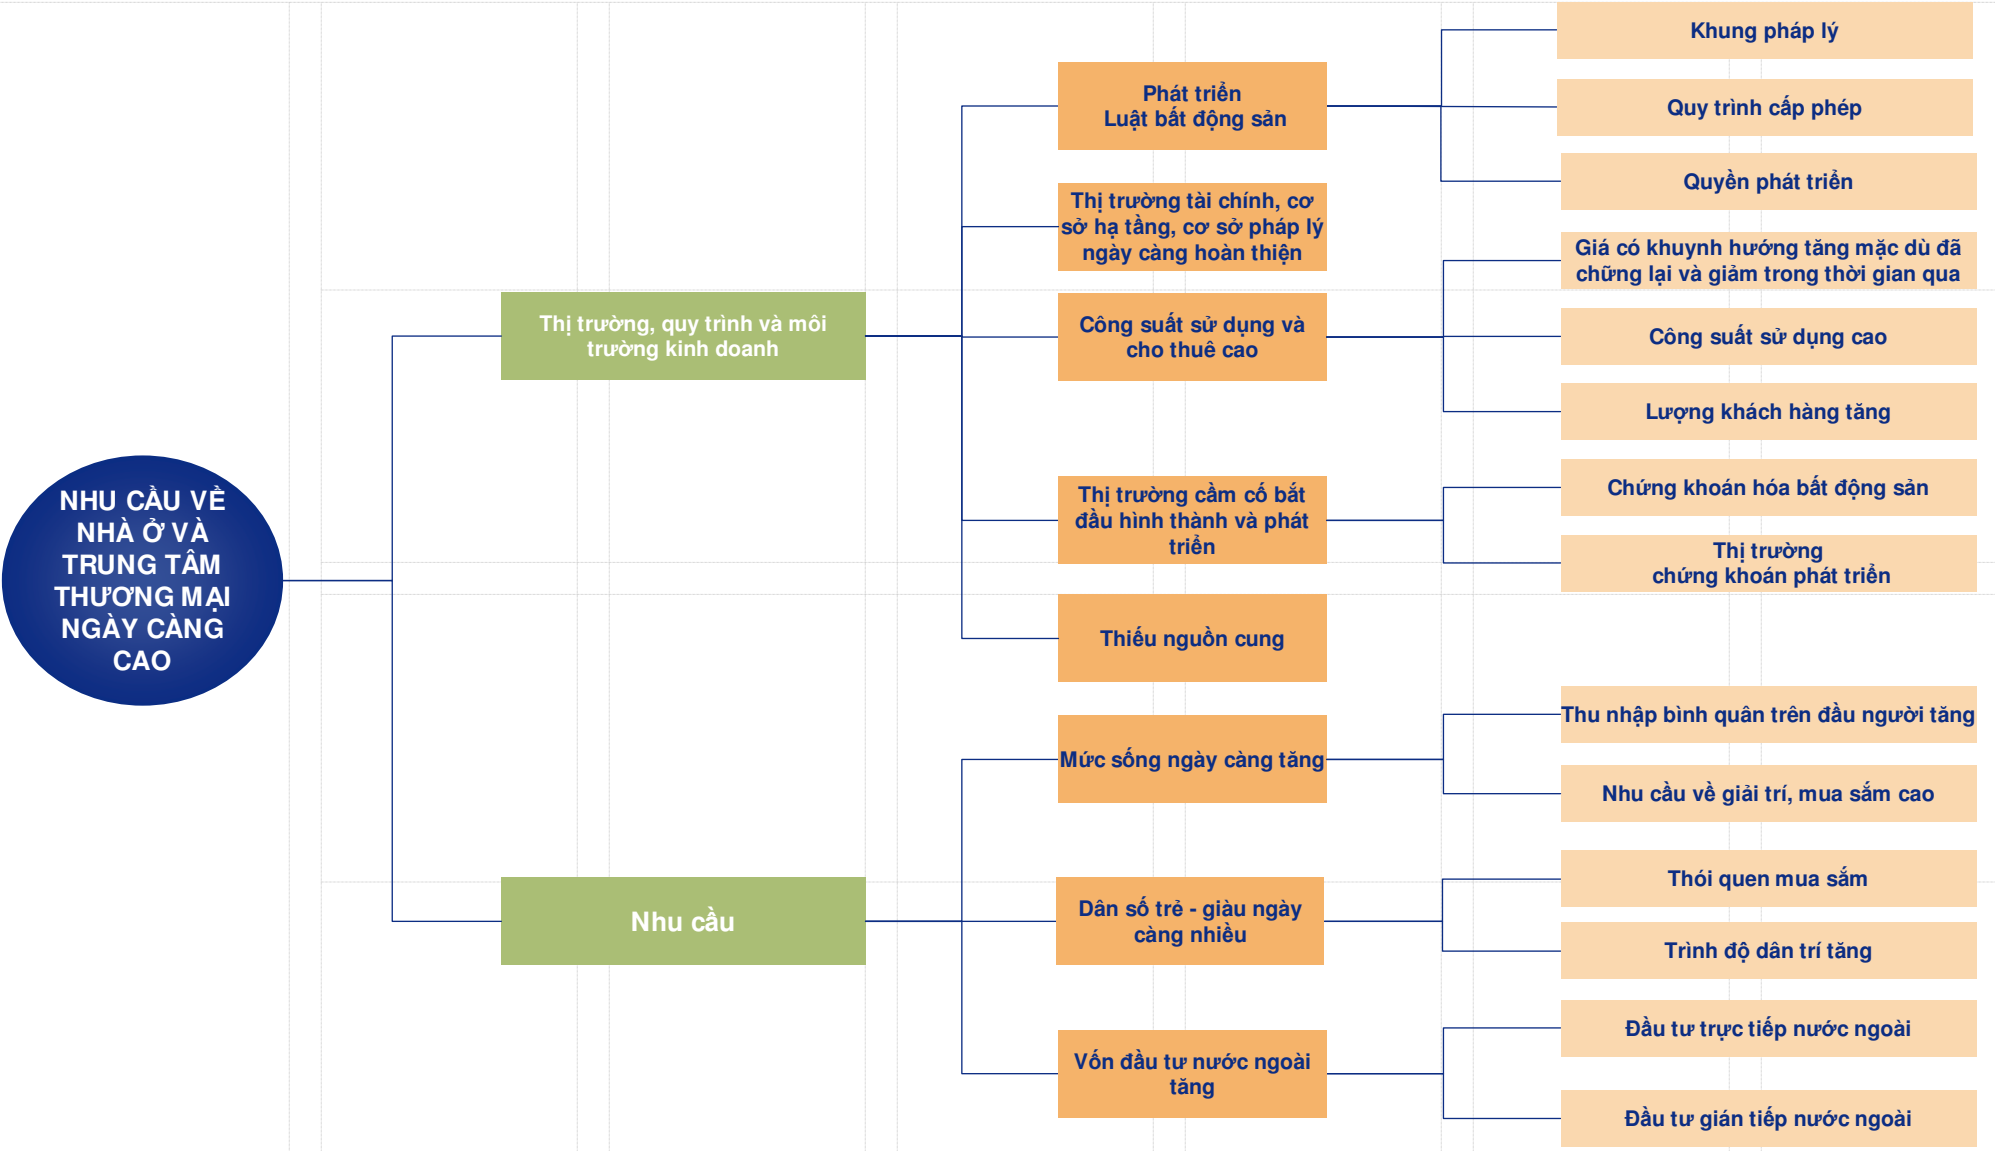 NHU CẦU VỀ
NHÀ Ở VÀ
TRUNG TÂM
THƯƠNG MẠI
NGÀY CÀNG
CAO
Thị trường, quy trình và môi
trường kinh doanh
Phát triển
Luật bất động sản
Khung pháp lý
Quy trình cấp phép
Quyền phát triển
Thị trường tài chính, cơ
sở hạ tầng, cơ sở pháp lý
ngày càng hoàn thiện
Công suất sử dụng và
cho thuê cao
Giá có khuynh hướng tăng mặc dù đã
chững lại và giảm trong thời gian qua
Công suất sử dụng cao
Lượng khách hàng tăng
Thị trường cầm cố bắt
đầu hình thành và phát
triển
Chứng khoán hóa bất động sản
Thị trường
chứng khoán phát triển
Thiếu nguồn cung
Nhu cầu
Mức sống ngày càng tăng
Thu nhập bình quân trên đầu người tăng
Nhu cầu về giải trí, mua sắm cao
Dân số trẻ - giàu ngày
càng nhiều
Thói quen mua sắm
Trình độ dân trí tăng
Vốn đầu tư nước ngoài
tăng
Đầu tư trực tiếp nước ngoài
Đầu tư gián tiếp nước ngoài